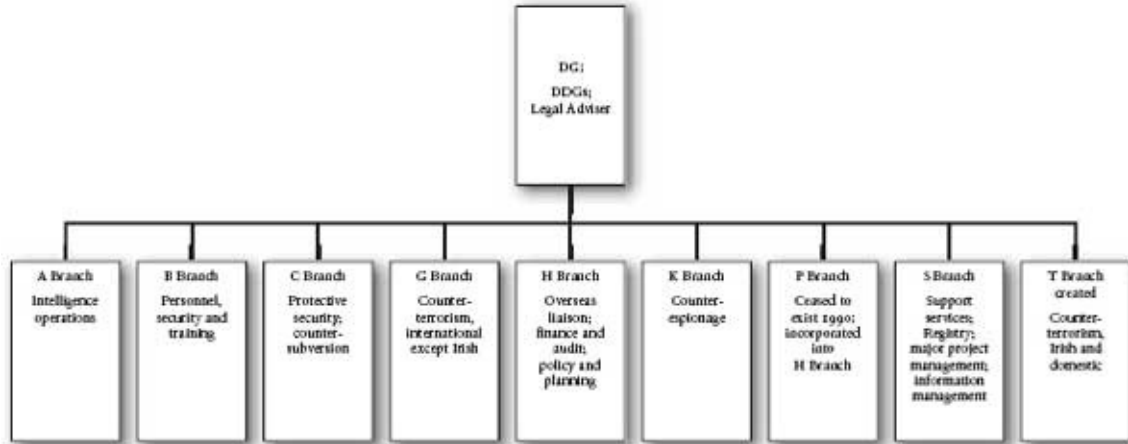 DG;
DDGs;
Legal Adviser
A Branch
Intelligence
operations
B Branch
Personnel,
security and
training
C Branch
Protective
security;
counter-
subversion
G Branch
Counter-
terrorism,
international
except Irish
H Branch
Overseas
liaison;
finance and
audit;
policy and
planning
K Branch
Counter-
espionage
P Branch
Ceased to
exist 1990;
incorporated
into
H Branch
S Branch
Support
services;
Registry;
major project
management;
information
management
T Branch
created
Counter-
terrorism,
Irish and
domestic